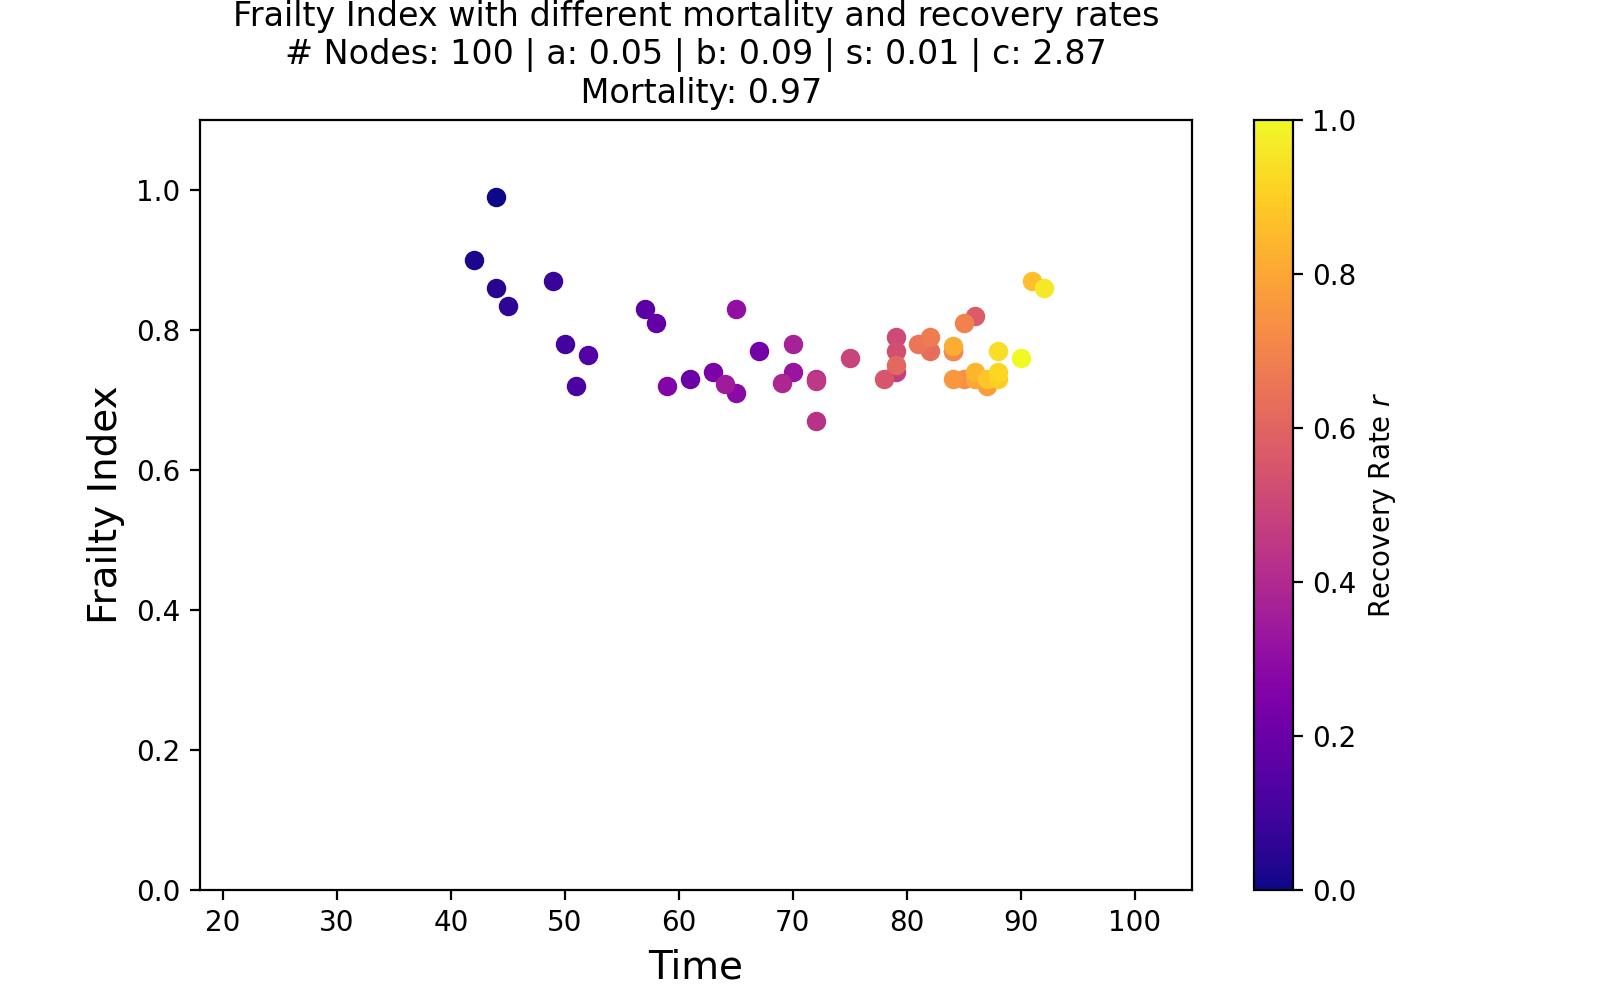 Frailty Index with different mortality and recovery rates
# Nodes: 100 | a: 0.05 | b: 0.09 | s: 0.01 | c: 2.87
Mortality: 0.97
Frailty Index
1.0
0.8
0.6
0.4
0.2
0.0
20 30 40 50 60 70 80 90 100
Time
1.0
0.8
0.6
0.4
0.2
0.0
Recovery Rate r